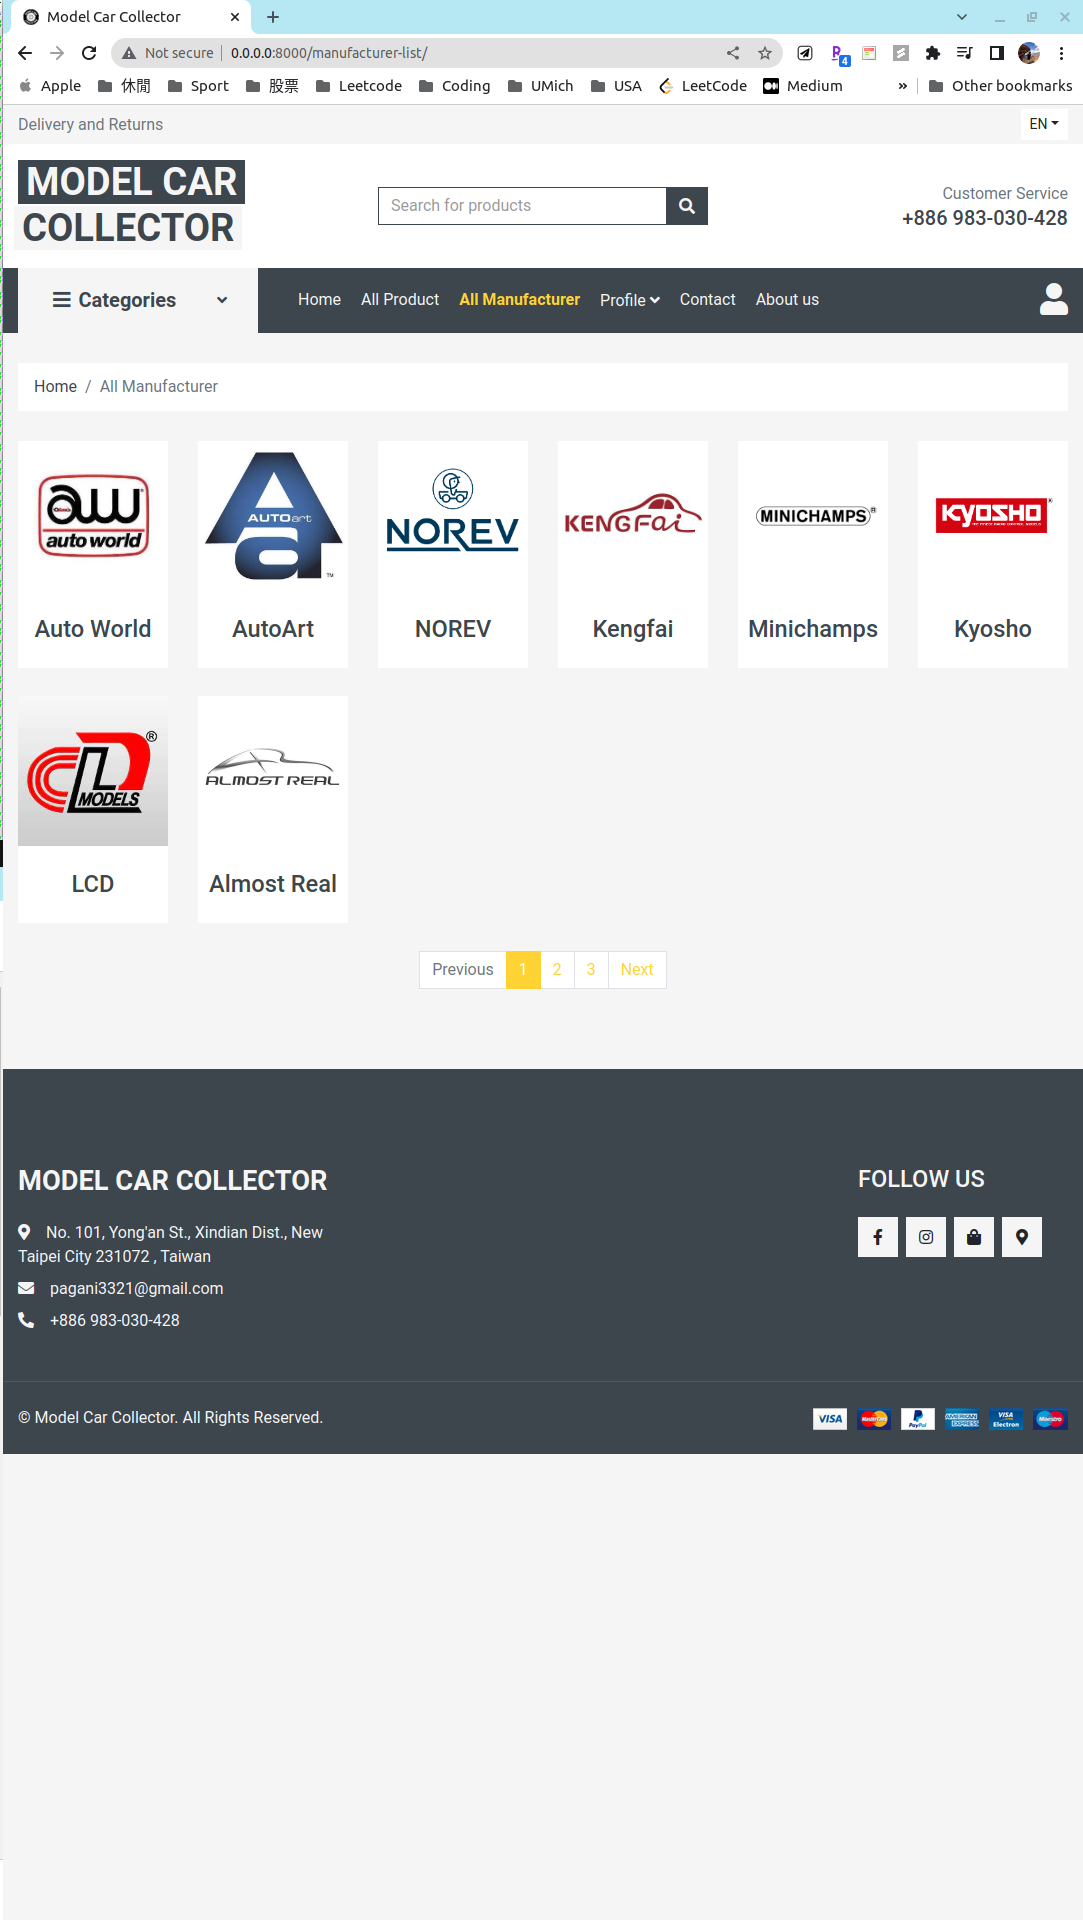 Model Car Collector
Not secure | 0.0.0.0:8000/manufacturer-list/
4
Apple 休閒 Sport 股票 Leetcode Coding UMich USA LeetCode Medium » Other bookmarks
Delivery and Returns
EN
MODEL CAR
COLLECTOR
Search for products
Customer Service
+886 983-030-428
Categories
Home All Product All Manufacturer Profile Contact About us
Home / All Manufacturer
aw
auto world
AUTOart
a
TM
NOREV
KENGFai
MINICHAMPS®
KYOSHO®
Auto World
AutoArt
NOREV
Kengfai
Minichamps
Kyosho
®
LCD
MODELS
ALMOST REAL
LCD
Almost Real
Previous 1 2 3 Next
MODEL CAR COLLECTOR
No. 101, Yong'an St., Xindian Dist., New
Taipei City 231072 , Taiwan
pagani3321@gmail.com
+886 983-030-428
FOLLOW US
© Model Car Collector. All Rights Reserved.
VISA
MasterCard
PayPal
AMERICAN EXPRESS
VISA Electron
Maestro